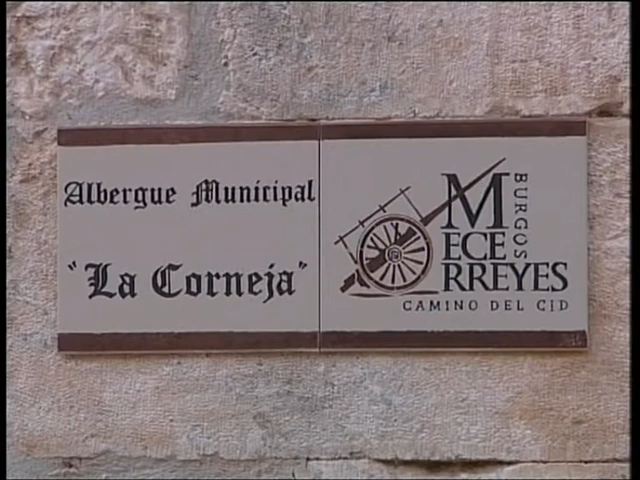 Albergue Municipal
"La Corneja"
MECERREYES
BURGOS
CAMINO DEL CID